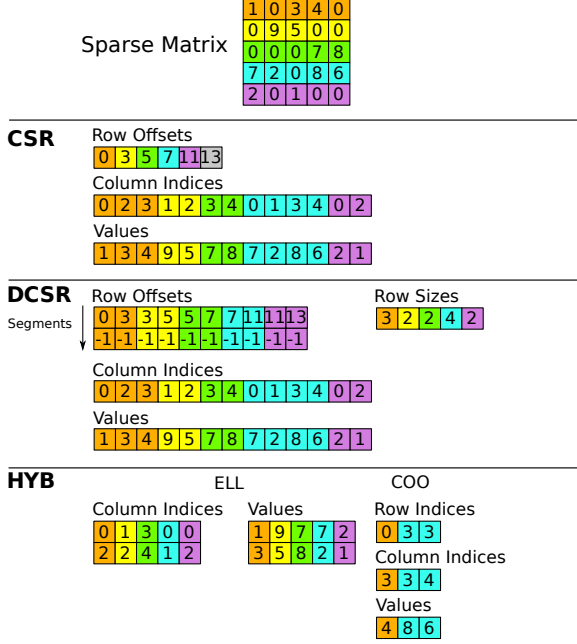 1 0 3 4 0
0 9 5 0 0
Sparse Matrix
0 0 0 7 8
7 2 0 8 6
2 0 1 0 0
CSR
Row Offsets
0 3 5 7 11 13
Column Indices
0 2 3 1 2 3 4 0 1 3 4 0 2
Values
1 3 4 9 5 7 8 7 2 8 6 2 1
DCSR
Row Offsets
Row Sizes
Segments
0 3 3 5 5 7 7 11 11 13
3 2 2 4 2
-1 -1 -1 -1 -1 -1 -1 -1 -1 -1
Column Indices
0 2 3 1 2 3 4 0 1 3 4 0 2
Values
1 3 4 9 5 7 8 7 2 8 6 2 1
HYB
ELL
COO
Column Indices
0 1 3 0 0
2 2 4 1 2
Values
1 9 7 7 2
3 5 8 2 1
Row Indices
0 3 3
Column Indices
3 3 4
Values
4 8 6